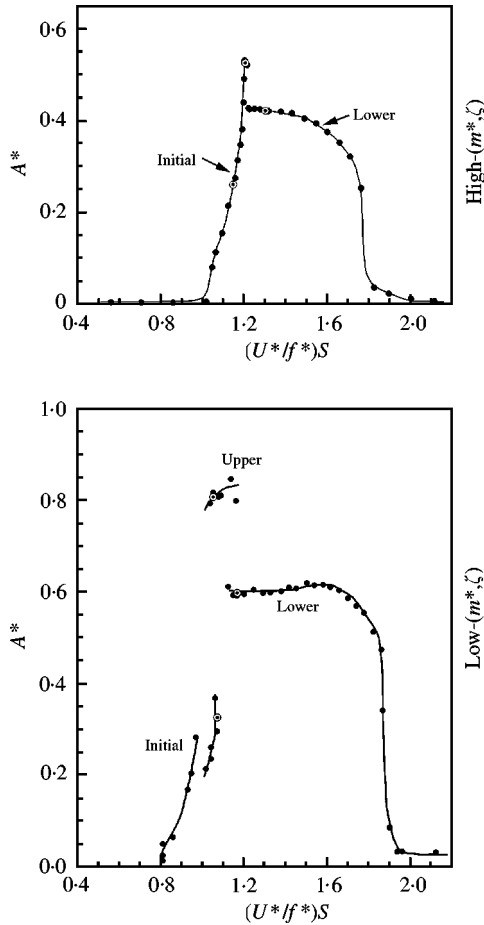 0.6
0.4
0.2
0
A*
Initial
Lower
0.4 0.8 1.2 1.6 2.0
(U*/f*)S
High-(m*,ζ)
1.0
0.8
0.6
0.4
0.2
0.0
A*
Upper
Lower
Initial
0.4 0.8 1.2 1.6 2.0
(U*/f*)S
Low-(m*,ζ)